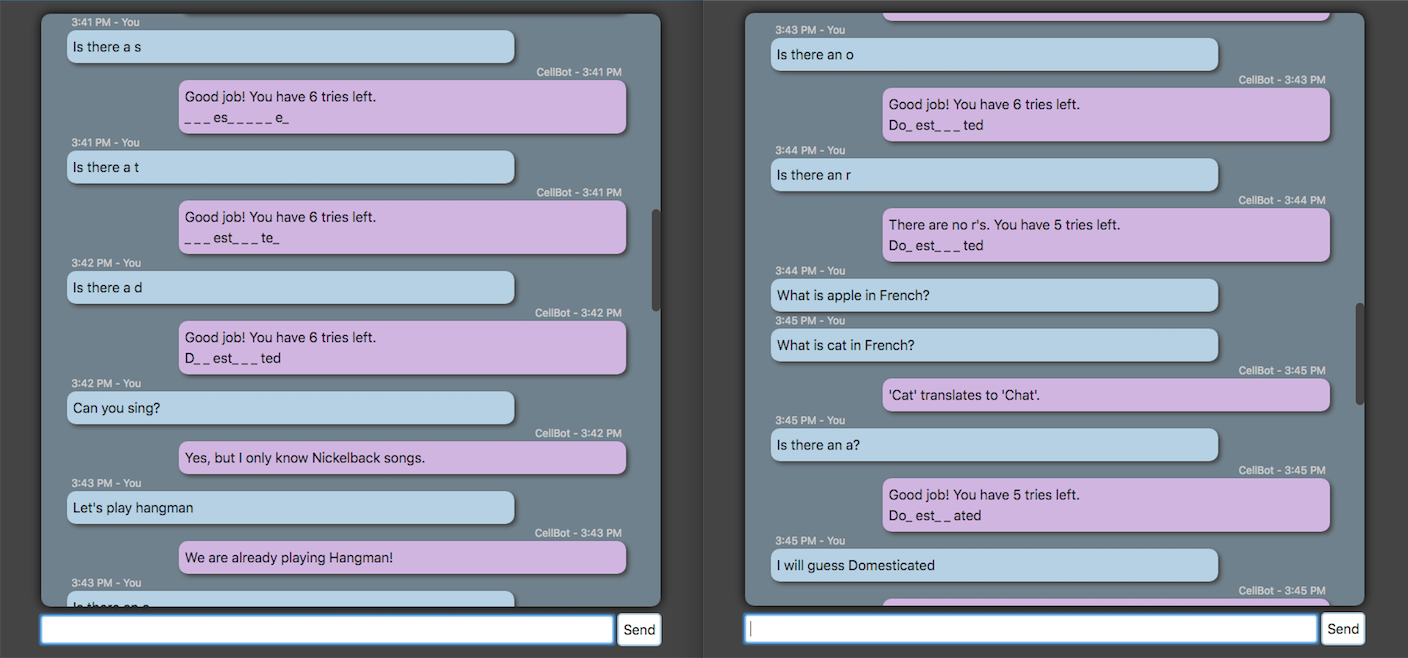 3:41 PM - You
Is there a s
CellBot - 3:41 PM
Good job! You have 6 tries left.
_ _ _ es_ _ _ _ _ e_
3:41 PM - You
Is there a t
CellBot - 3:41 PM
Good job! You have 6 tries left.
_ _ _ est_ _ _ te_
3:42 PM - You
Is there a d
CellBot - 3:42 PM
Good job! You have 6 tries left.
D_ _ est_ _ _ ted
3:42 PM - You
Can you sing?
CellBot - 3:42 PM
Yes, but I only know Nickelback songs.
3:43 PM - You
Let's play hangman
CellBot - 3:43 PM
We are already playing Hangman!
3:43 PM - You
Is there an o
Send
3:43 PM - You
Is there an o
CellBot - 3:43 PM
Good job! You have 6 tries left.
Do_ est_ _ _ ted
3:44 PM - You
Is there an r
CellBot - 3:44 PM
There are no r's. You have 5 tries left.
Do_ est_ _ _ ted
3:44 PM - You
What is apple in French?
3:45 PM - You
What is cat in French?
CellBot - 3:45 PM
'Cat' translates to 'Chat'.
3:45 PM - You
Is there an a?
CellBot - 3:45 PM
Good job! You have 5 tries left.
Do_ est_ _ ated
3:45 PM - You
I will guess Domesticated
CellBot - 3:45 PM
Send